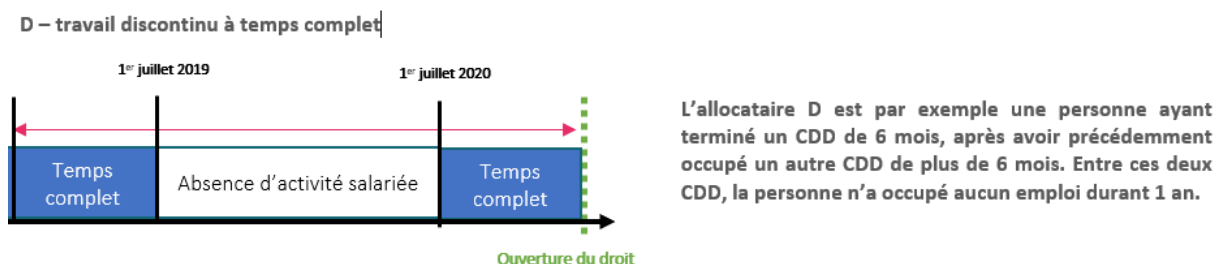 D – travail discontinu à temps complet
1er juillet 2019
1er juillet 2020
Temps
complet
Absence d’activité salariée
Temps
complet
Ouverture du droit
L’allocataire D est par exemple une personne ayant
terminé un CDD de 6 mois, après avoir précédemment
occupé un autre CDD de plus de 6 mois. Entre ces deux
CDD, la personne n’a occupé aucun emploi durant 1 an.